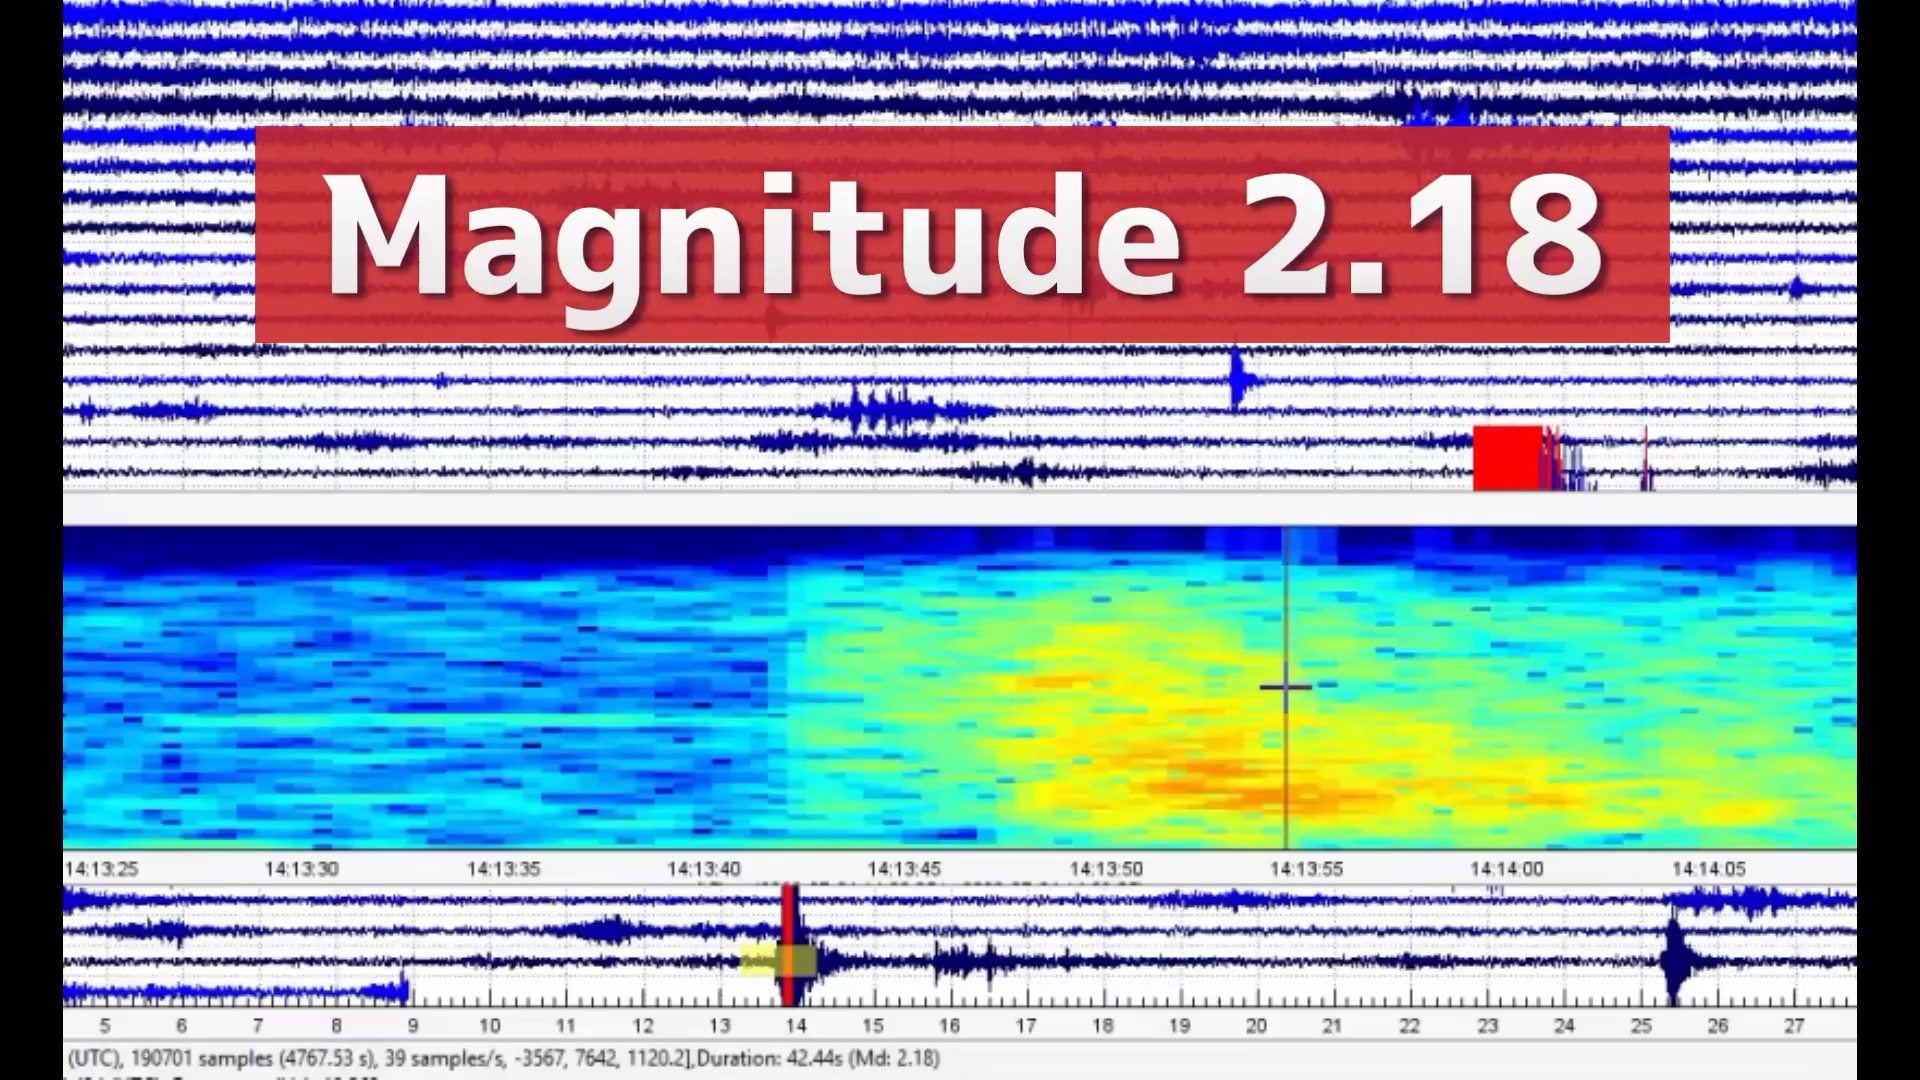 Magnitude 2.18
14:13:25 14:13:30 14:13:35 14:13:40 14:13:45 14:13:50 14:13:55 14:14:00 14:14:05
5 6 7 8 9 10 11 12 13 14 15 16 17 18 19 20 21 22 23 24 25 26 27
(UTC), 190701 samples (4767.53 s), 39 samples/s, -3567, 7642, 1120.2],Duration: 42.44s (Md: 2.18)